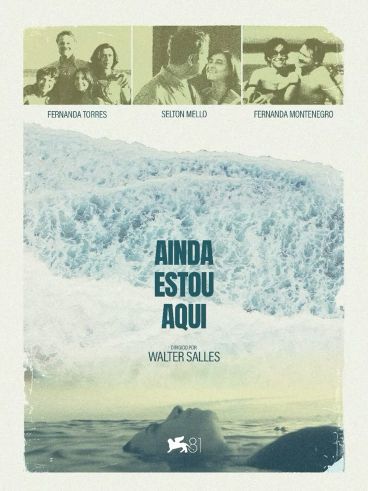 FERNANDA TORRES
SELTON MELLO
FERNANDA MONTENEGRO
AINDA
ESTOU
AQUI
DIRIGIDO POR
WALTER SALLES
81